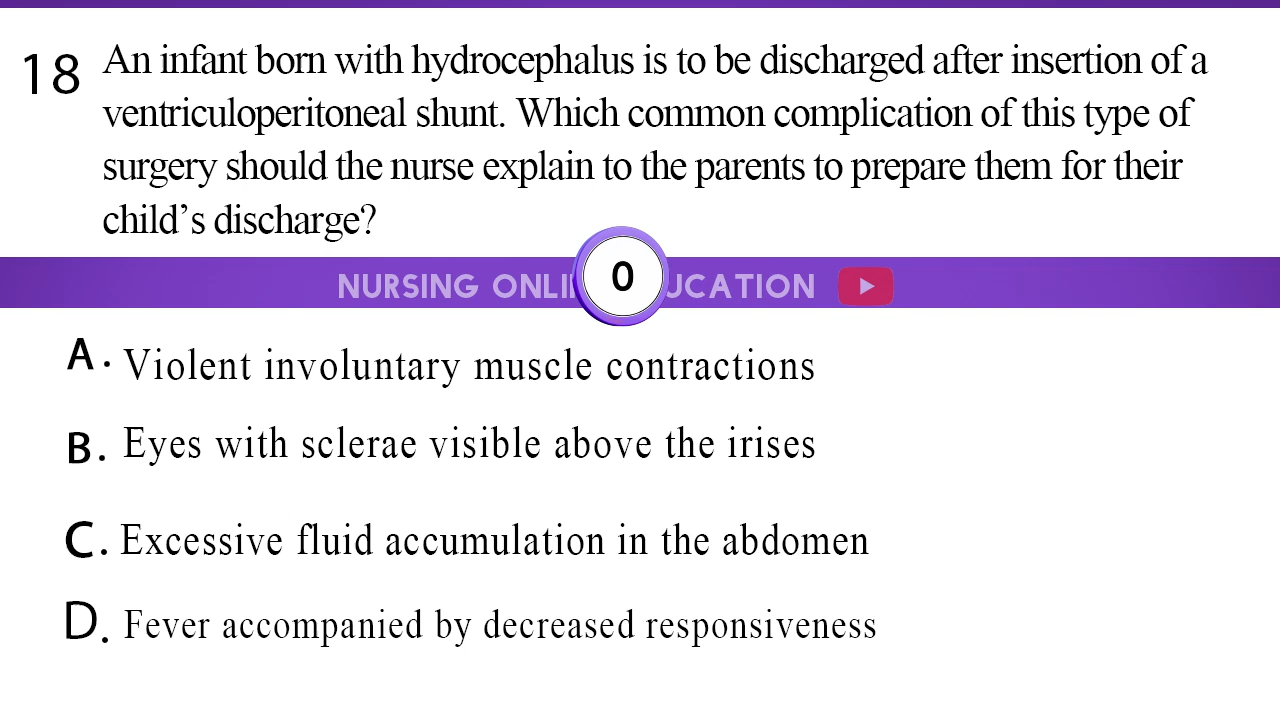 18 An infant born with hydrocephalus is to be discharged after insertion of a
ventriculoperitoneal shunt. Which common complication of this type of
surgery should the nurse explain to the parents to prepare them for their
child’s discharge?
NURSING ONLI UCATION
0
A. Violent involuntary muscle contractions
B. Eyes with sclerae visible above the irises
C. Excessive fluid accumulation in the abdomen
D. Fever accompanied by decreased responsiveness